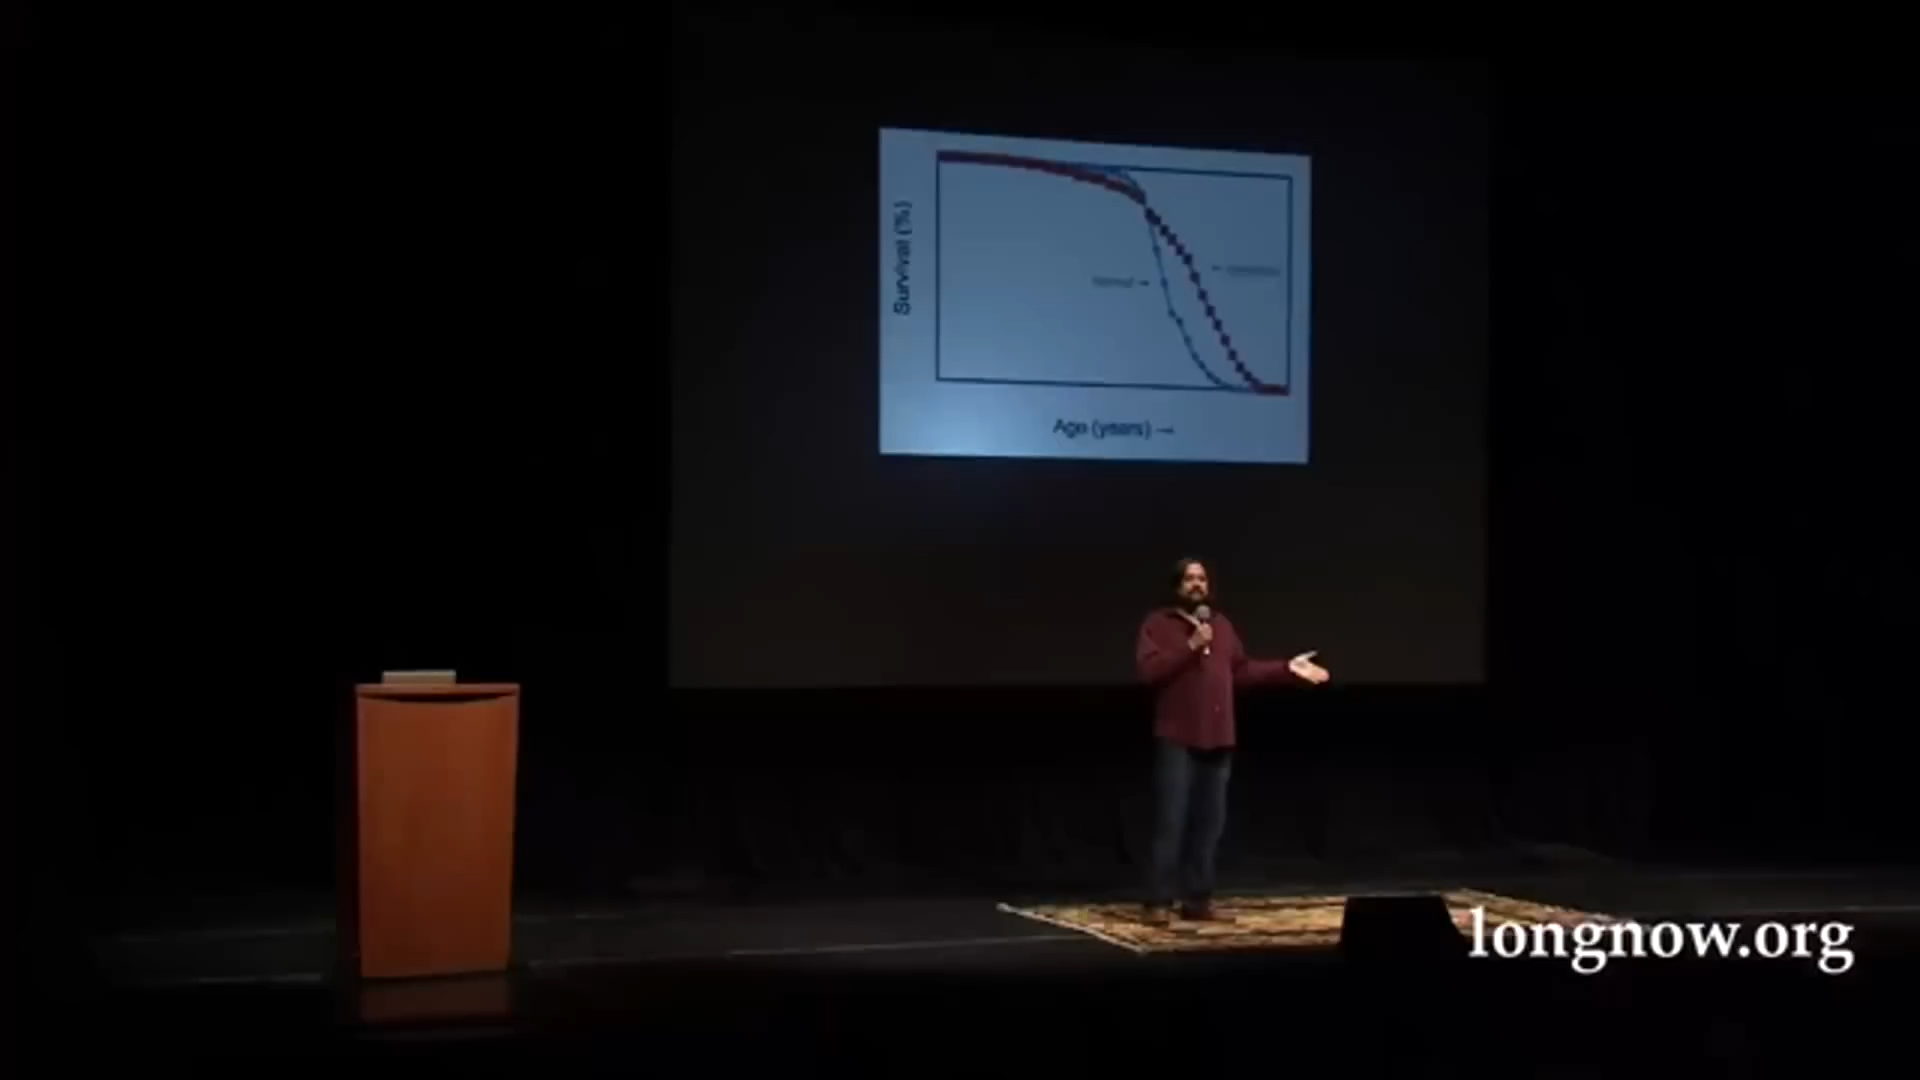 Survival (%)
Age (years) →
longnow.org